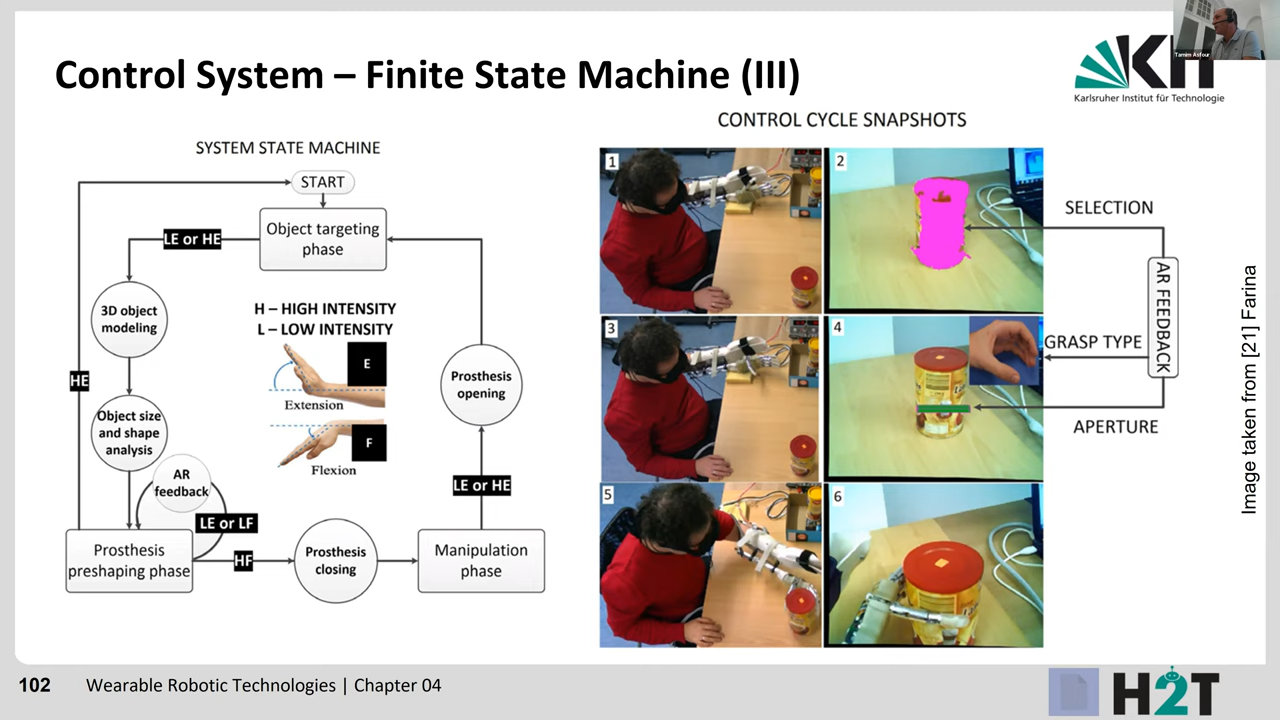 Control System – Finite State Machine (III)
Tamim Asfour
KIT
Karlsruher Institut für Technologie
SYSTEM STATE MACHINE
START
Object targeting
phase
LE or HE
3D object
modeling
H – HIGH INTENSITY
L – LOW INTENSITY
E
Extension
F
Flexion
HE
Object size
and shape
analysis
AR
feedback
LE or LF
Prosthesis
preshaping phase
HF
Prosthesis
closing
Manipulation
phase
LE or HE
Prosthesis
opening
CONTROL CYCLE SNAPSHOTS
1
2
3
4
5
6
SELECTION
AR FEEDBACK
GRASP TYPE
APERTURE
Image taken from [21] Farina
102
Wearable Robotic Technologies | Chapter 04
H2T